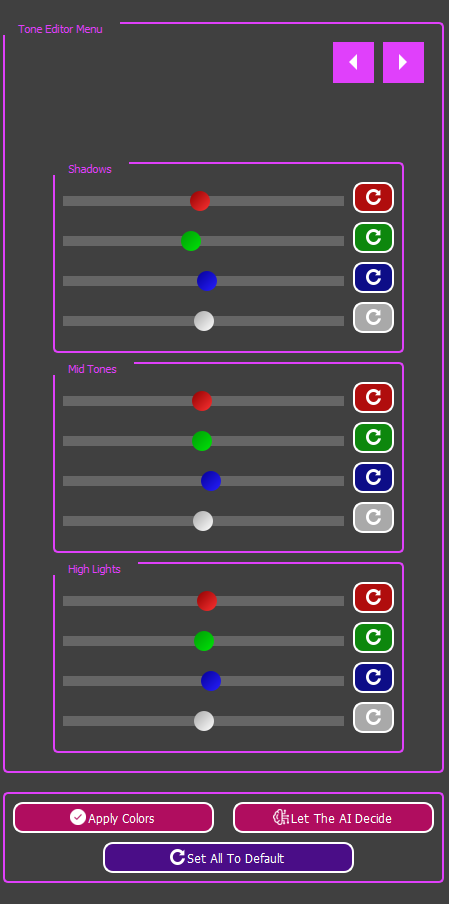 Tone Editor Menu
Shadows
Mid Tones
High Lights
Apply Colors
Let The AI Decide
Set All To Default